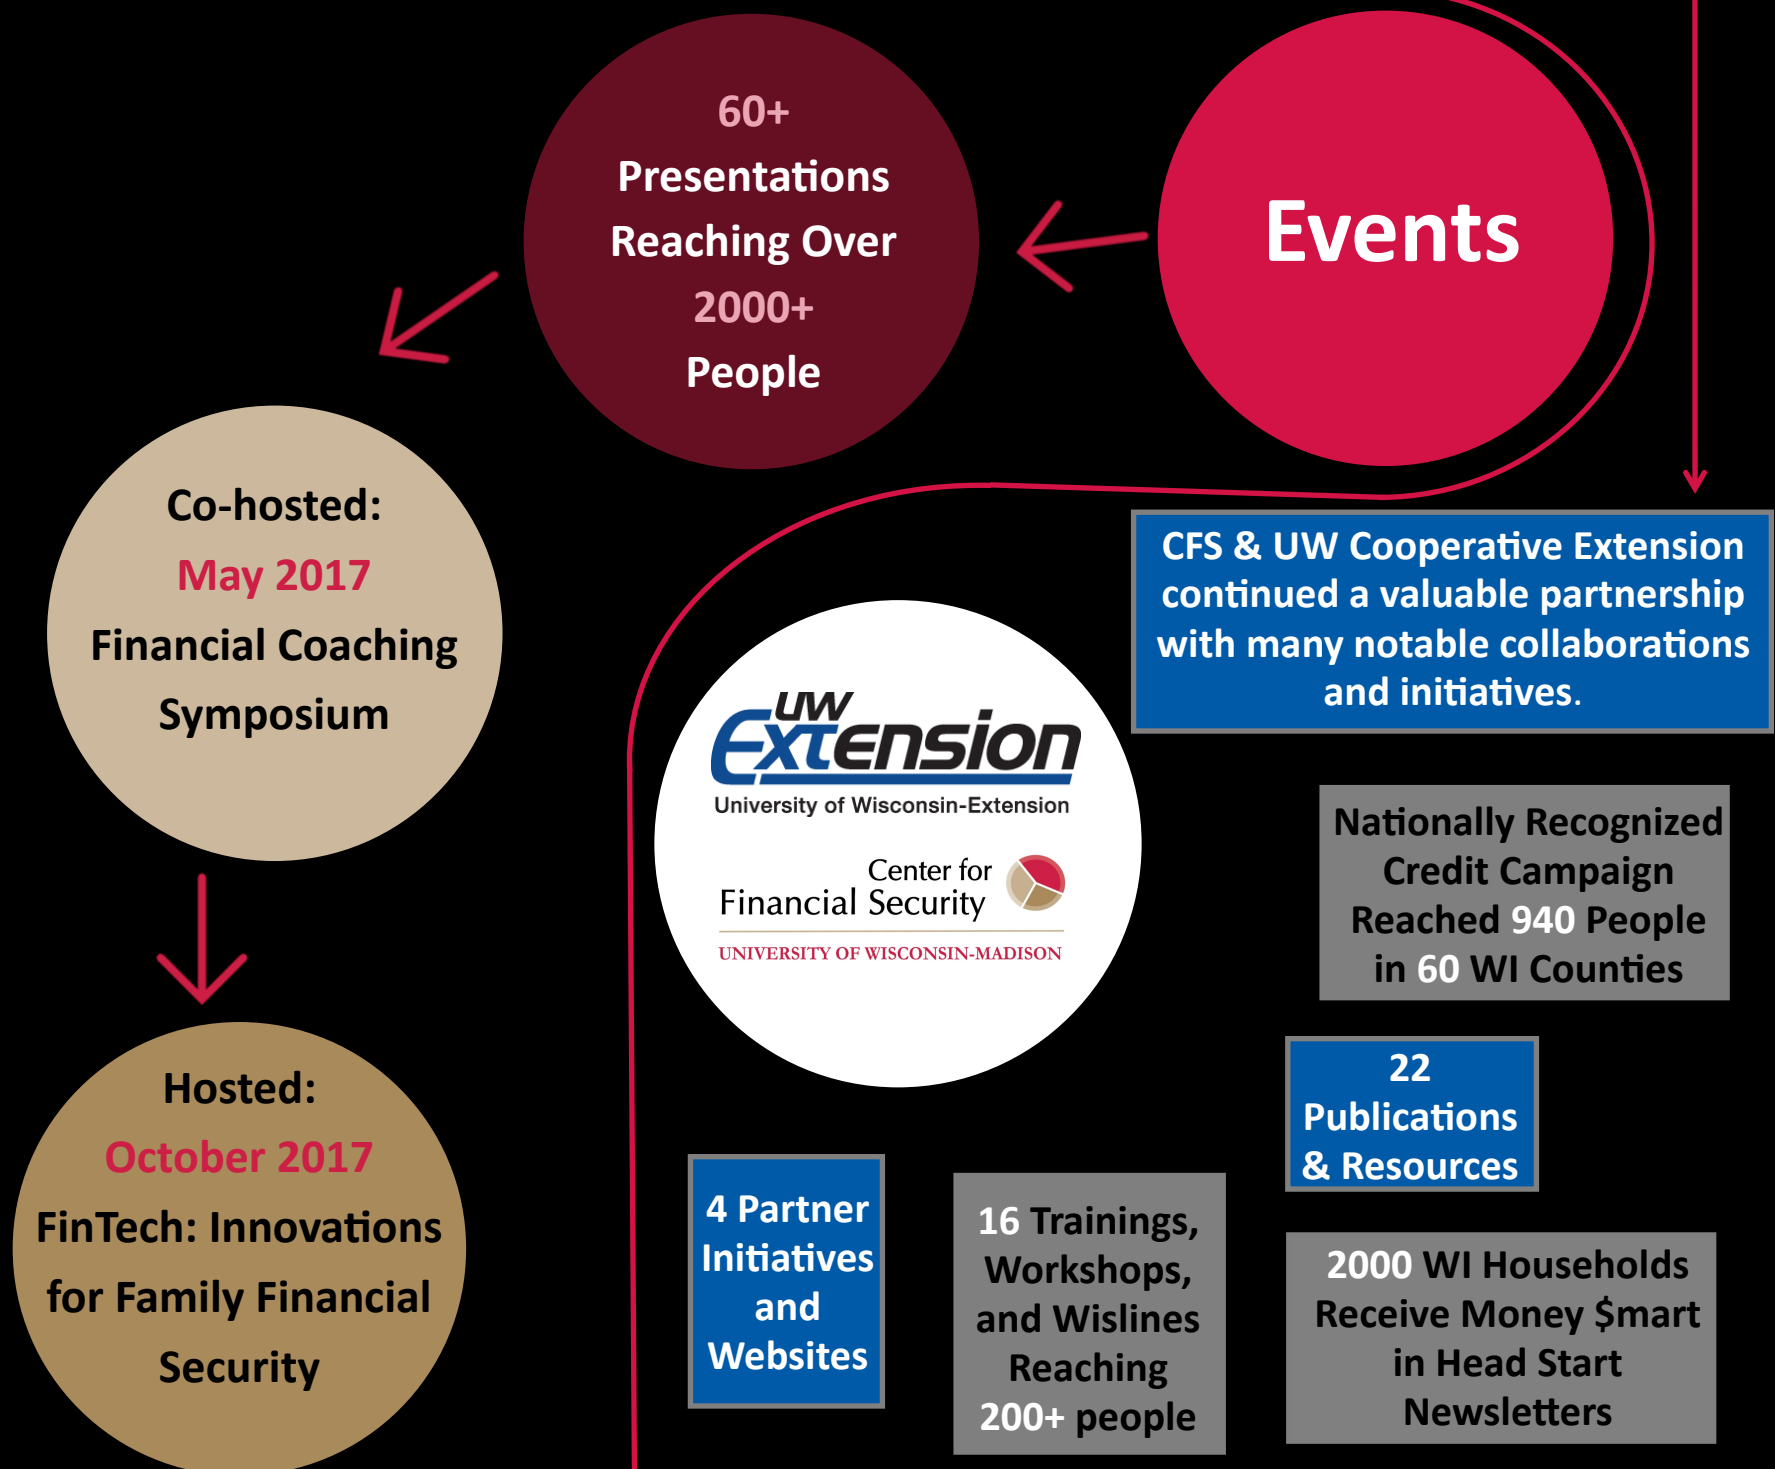 Events
60+
Presentations
Reaching Over
2000+
People
Co-hosted:
May 2017
Financial Coaching
Symposium
Hosted:
October 2017
FinTech: Innovations
for Family Financial
Security
CFS & UW Cooperative Extension
continued a valuable partnership
with many notable collaborations
and initiatives.
UW
Extension
University of Wisconsin-Extension
Center for
Financial Security
UNIVERSITY OF WISCONSIN-MADISON
Nationally Recognized
Credit Campaign
Reached 940 People
in 60 WI Counties
22
Publications
& Resources
4 Partner
Initiatives
and
Websites
16 Trainings,
Workshops,
and Wislines
Reaching
200+ people
2000 WI Households
Receive Money $mart
in Head Start
Newsletters